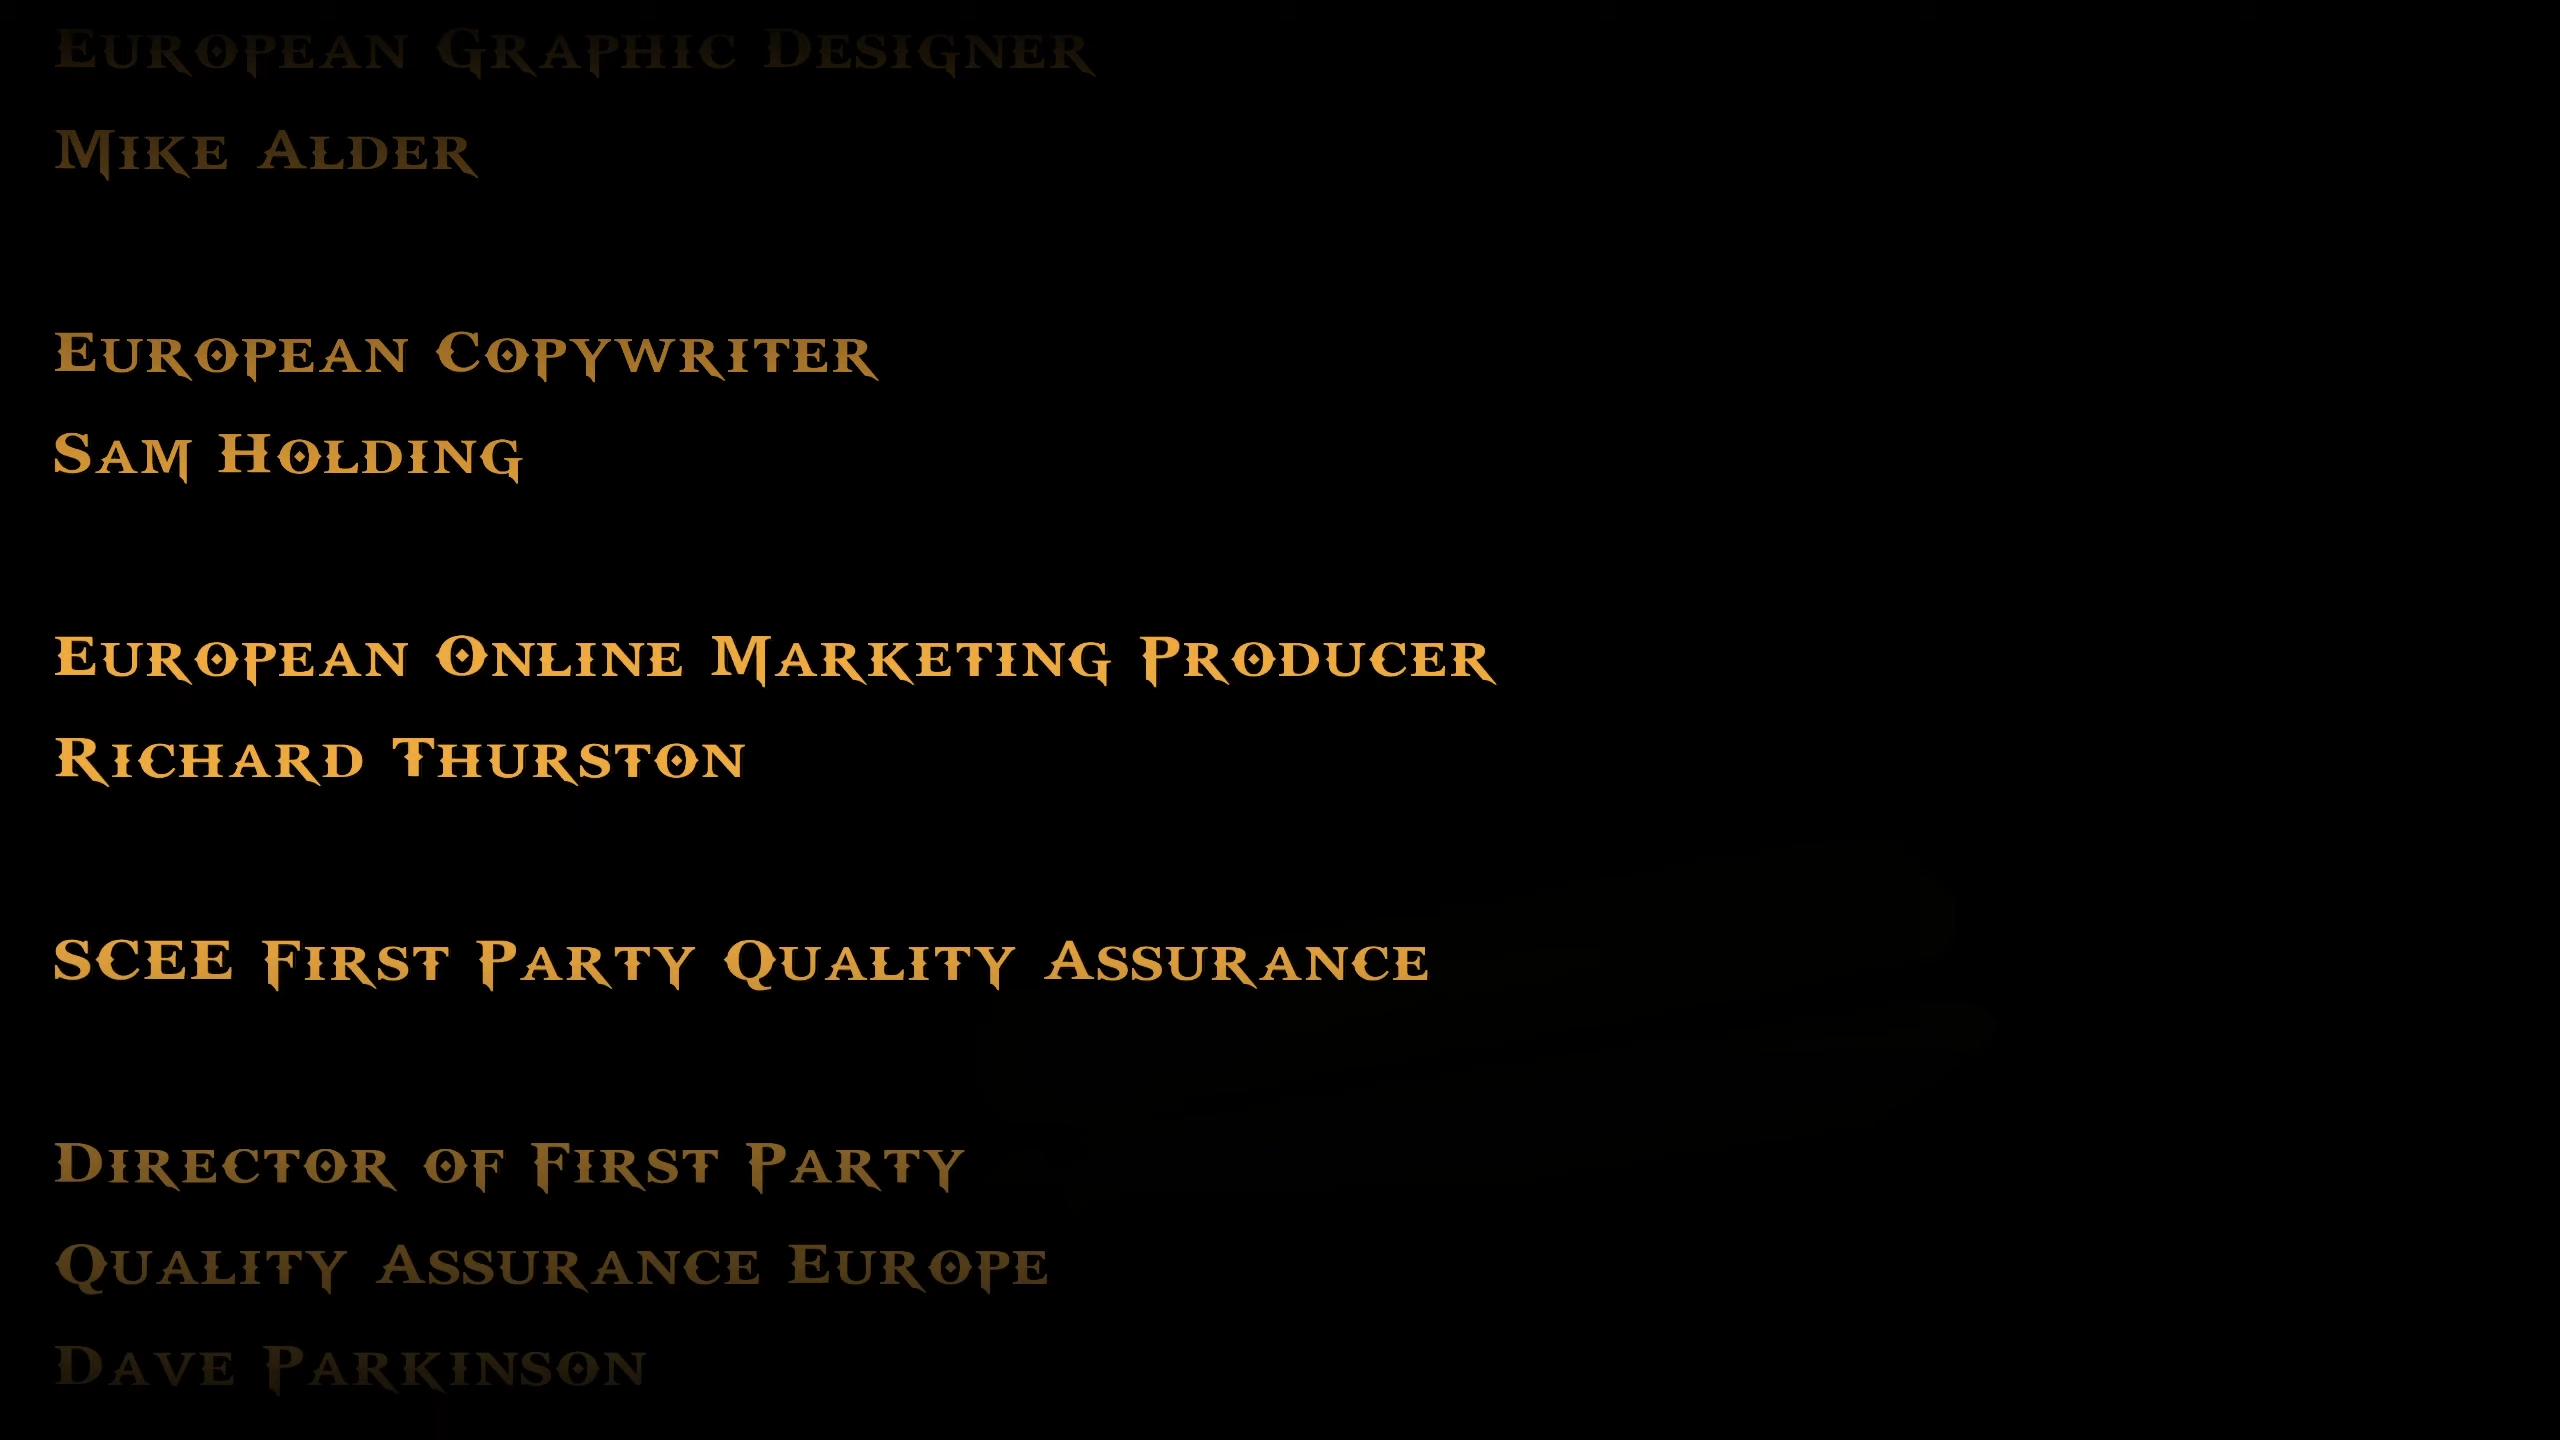 European Graphic Designer
Mike Alder
European Copywriter
Sam Holding
European Online Marketing Producer
Richard Thurston
SCEE First Party Quality Assurance
Director of First Party
Quality Assurance Europe
Dave Parkinson